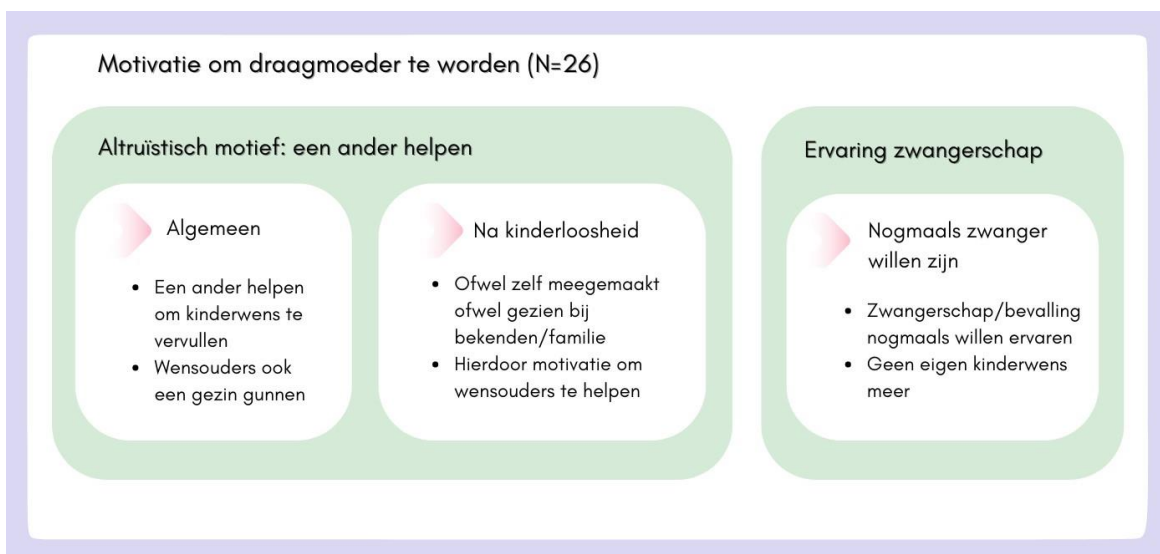 Motivatie om draagmoeder te worden (N=26)
Altruïstisch motief: een ander helpen
Algemeen
• Een ander helpen
om kinderwens te
vervullen
• Wensouders ook
een gezin gunnen
Na kinderloosheid
• Ofwel zelf meegemaakt
ofwel gezien bij
bekenden/familie
• Hierdoor motivatie om
wensouders te helpen
Ervaring zwangerschap
Nogmaals zwanger
willen zijn
• Zwangerschap/bevalling
nogmaals willen ervaren
• Geen eigen kinderwens
meer